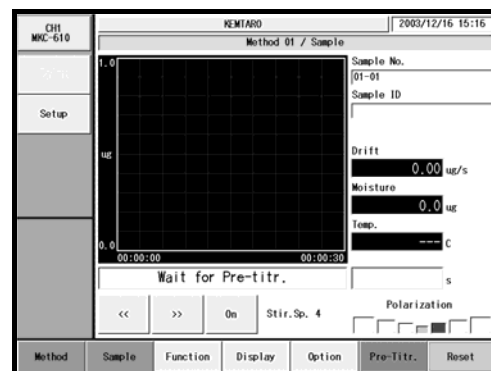 CH1
MKC-610
KEMTARO
2003/12/16 15:16
Method 01 / Sample
Setup
1.0
ug
0.0
00:00:00
00:00:30
Sample No.
01-01
Sample ID
Drift
0.00 ug/s
Moisture
0.0 ug
Temp.
--- C
Wait for Pre-titr.
s
<<
>>
On
Stir.Sp. 4
Polarization
Method
Sample
Function
Display
Option
Pre-Titr.
Reset